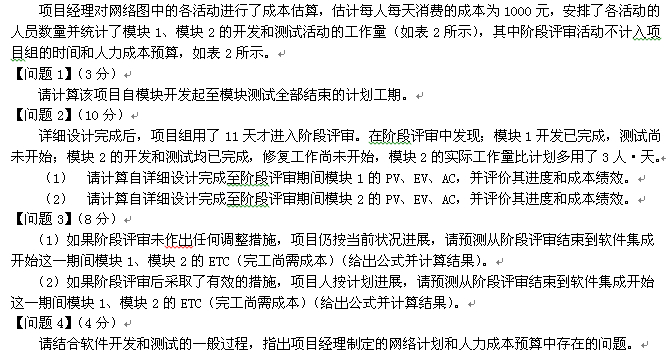 项目经理对网络图中的各活动进行了成本估算，估计每人每天消费的成本为1000元，安排了各活动的
人员数量并统计了模块1、模块2的开发和测试活动的工作量（如表2所示），其中阶段评审活动不计入项
目组的时间和人力成本预算，如表2所示。
【问题1】（3分）
请计算该项目自模块开发起至模块测试全部结束的计划工期。
【问题2】（10分）
详细设计完成后，项目组用了11天才进入阶段评审。在阶段评审中发现；模块1开发已完成，测试尚
未开始；模块2的开发和测试均已完成，修复工作尚未开始，模块2的实际工作量比计划多用了3人·天。
（1） 请计算自详细设计完成至阶段评审期间模块1的PV、EV、AC，并评价其进度和成本绩效。
（2） 请计算自详细设计完成至阶段评审期间模块2的PV、EV、AC，并评价其进度和成本绩效。
【问题3】（8分）
（1）如果阶段评审未作出任何调整措施，项目仍按当前状况进展，请预测从阶段评审结束到软件集成
开始这一期间模块1、模块2的ETC（完工尚需成本）（给出公式并计算结果）。
（2）如果阶段评审后采取了有效的措施，项目人按计划进展，请预测从阶段评审结束到软件集成开始
这一期间模块1、模块2的ETC（完工尚需成本）（给出公式并计算结果）。
【问题4】（4分）
请结合软件开发和测试的一般过程，指出项目经理制定的网络计划和人力成本预算中存在的问题。